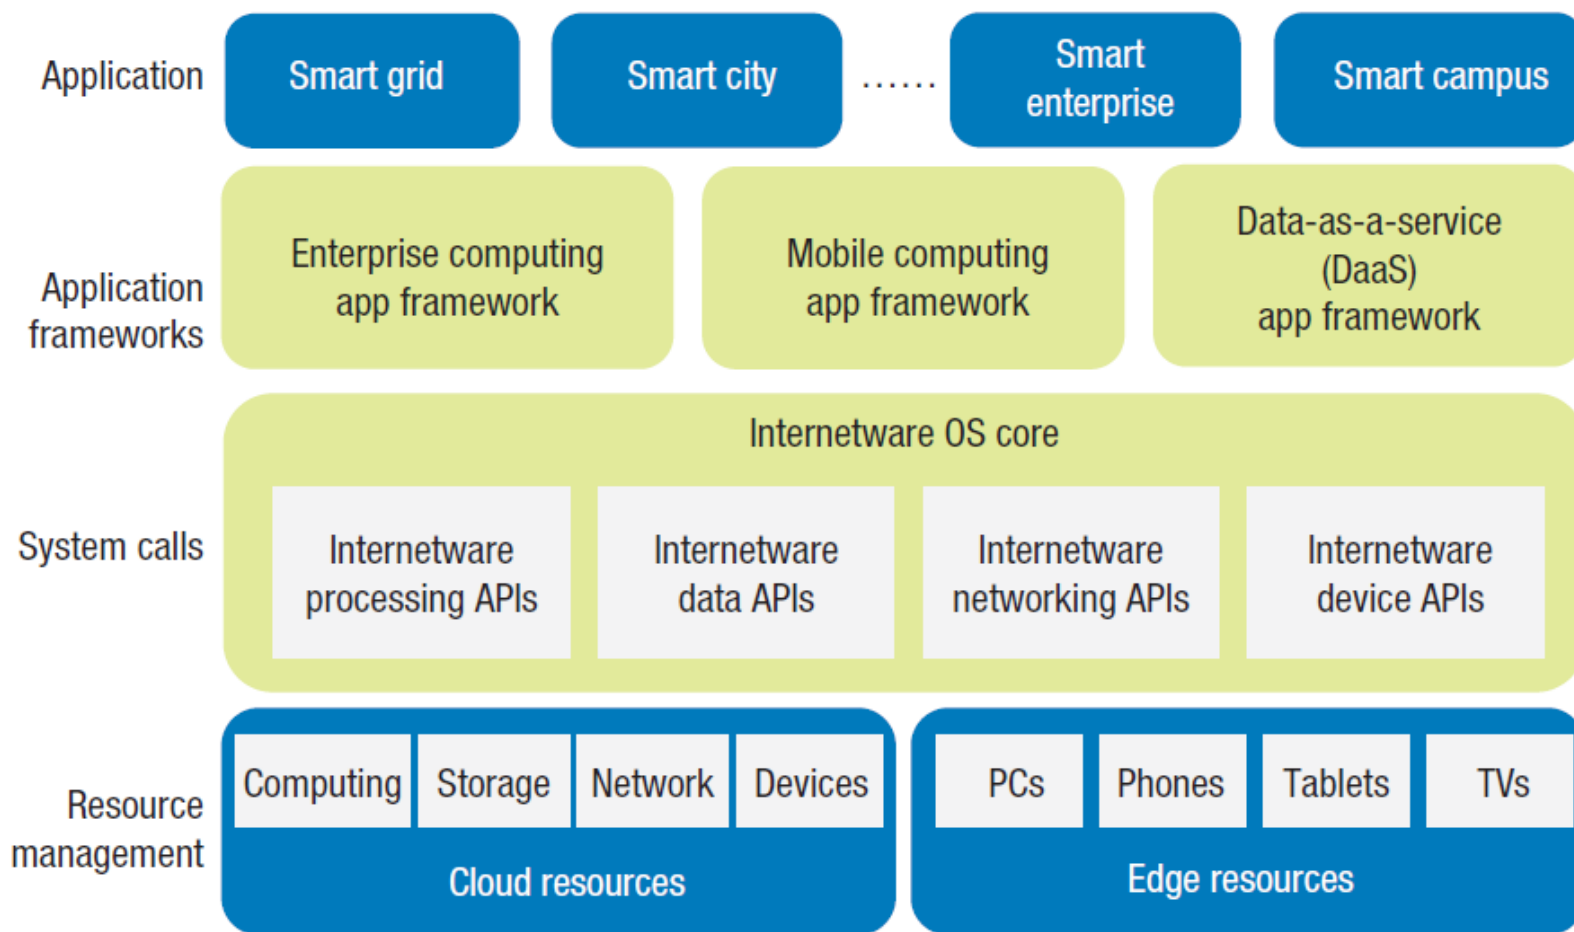 Application
Smart grid
Smart city
......
Smart
enterprise
Smart campus
Application
frameworks
Enterprise computing
app framework
Mobile computing
app framework
Data-as-a-service
(DaaS)
app framework
System calls
Internetware OS core
Internetware
processing APIs
Internetware
data APIs
Internetware
networking APIs
Internetware
device APIs
Resource
management
Computing
Storage
Network
Devices
Cloud resources
PCs
Phones
Tablets
TVs
Edge resources